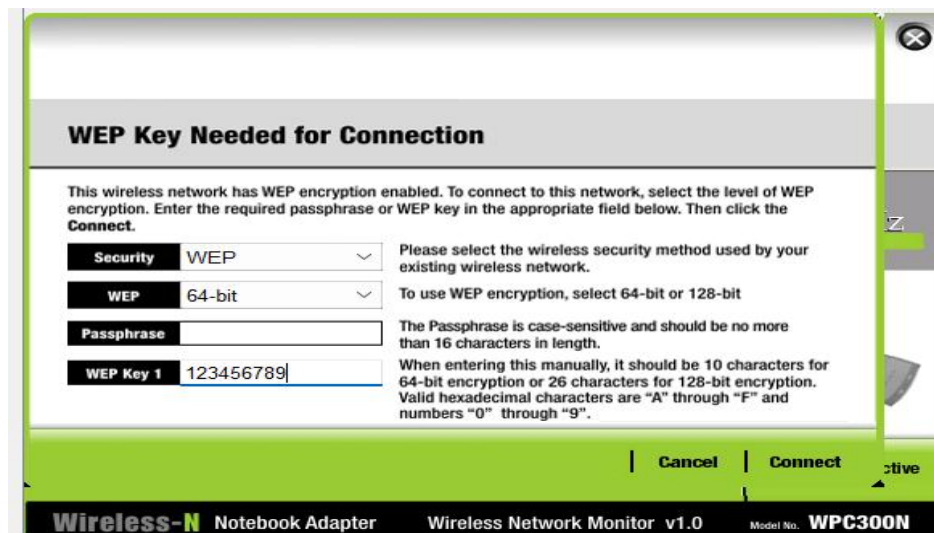 WEP Key Needed for Connection
This wireless network has WEP encryption enabled. To connect to this network, select the level of WEP
encryption. Enter the required passphrase or WEP key in the appropriate field below. Then click the
Connect.
Security WEP
Please select the wireless security method used by your
existing wireless network.
WEP 64-bit
To use WEP encryption, select 64-bit or 128-bit
Passphrase
The Passphrase is case-sensitive and should be no more
than 16 characters in length.
WEP Key 1 123456789
When entering this manually, it should be 10 characters for
64-bit encryption or 26 characters for 128-bit encryption.
Valid hexadecimal characters are “A” through “F” and
numbers “0” through “9”.
Cancel Connect
ctive
Wireless-N Notebook Adapter Wireless Network Monitor v1.0 Model No. WPC300N